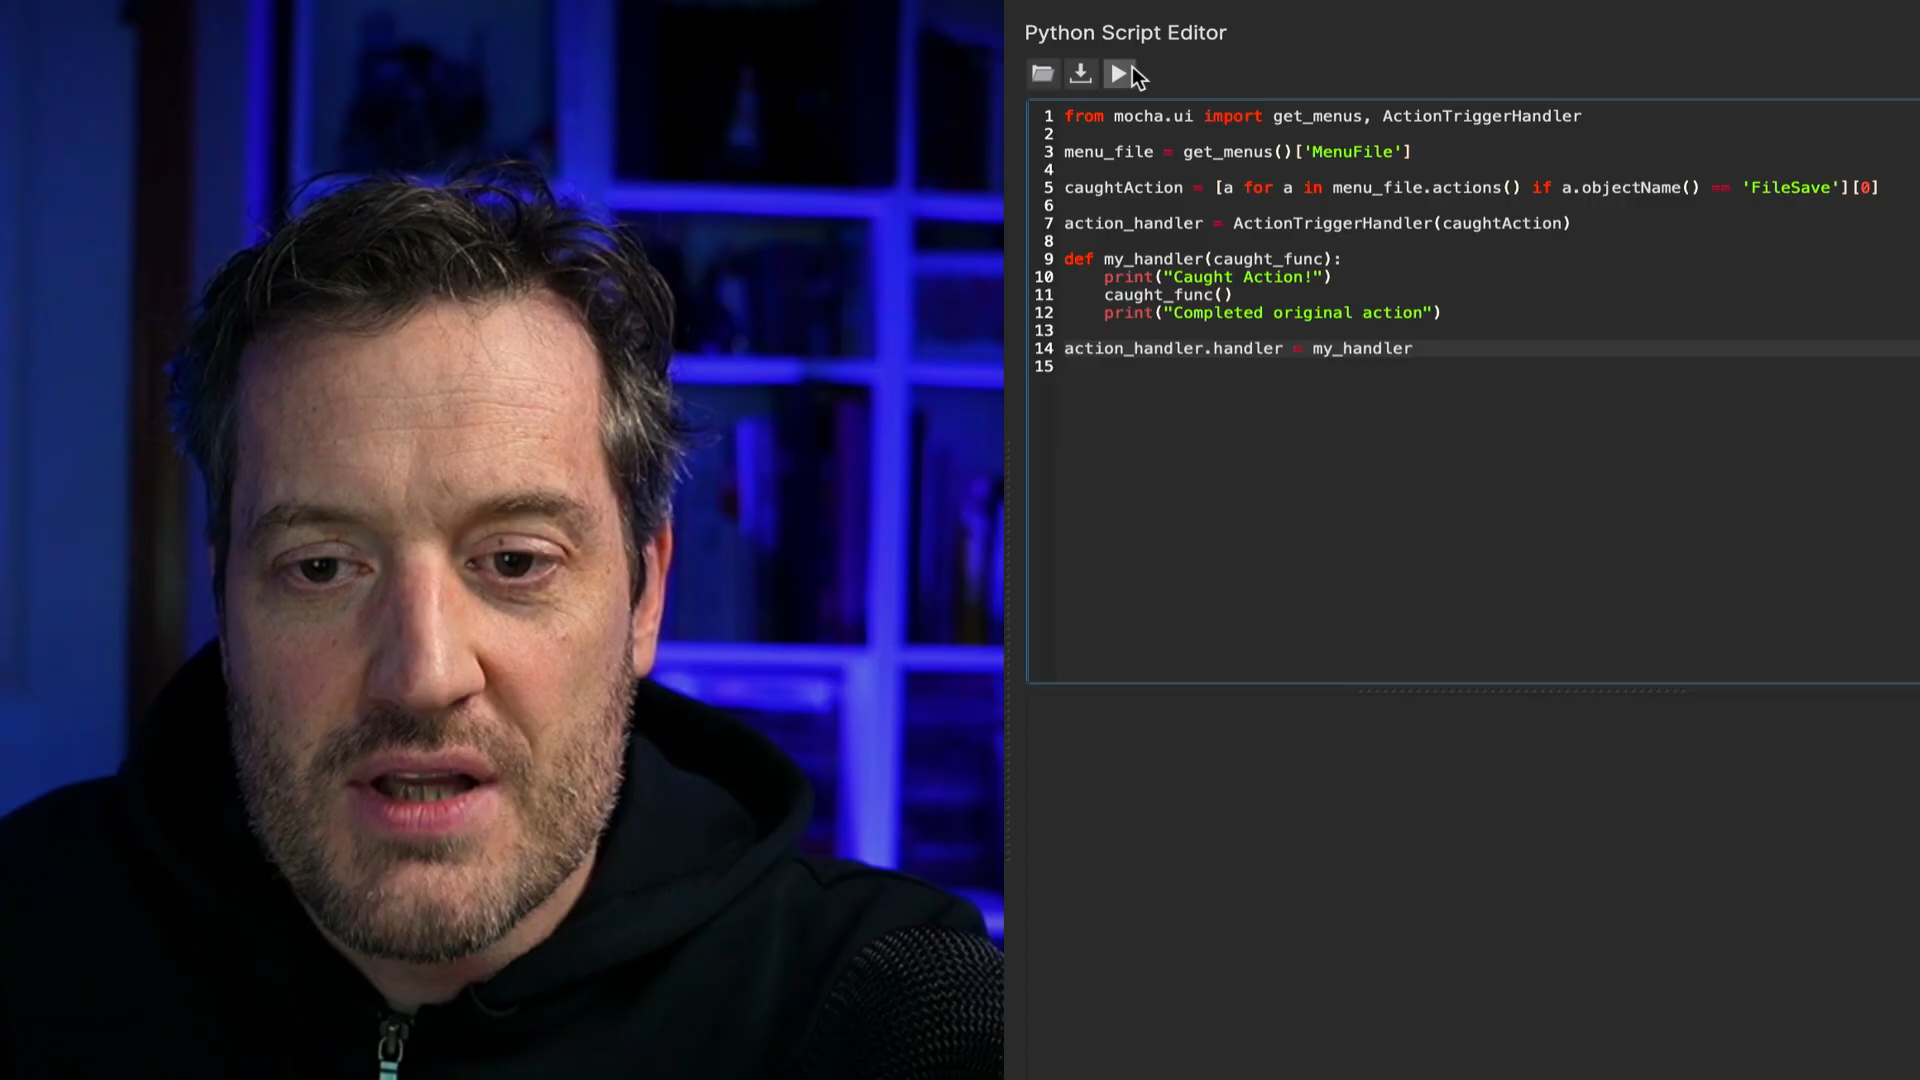 Python Script Editor
1 from mocha.ui import get_menus, ActionTriggerHandler
2
3 menu_file = get_menus()['MenuFile']
4
5 caughtAction = [a for a in menu_file.actions() if a.objectName() == 'FileSave'][0]
6
7 action_handler = ActionTriggerHandler(caughtAction)
8
9 def my_handler(caught_func):
10     print("Caught Action!")
11     caught_func()
12     print("Completed original action")
13
14 action_handler.handler = my_handler
15